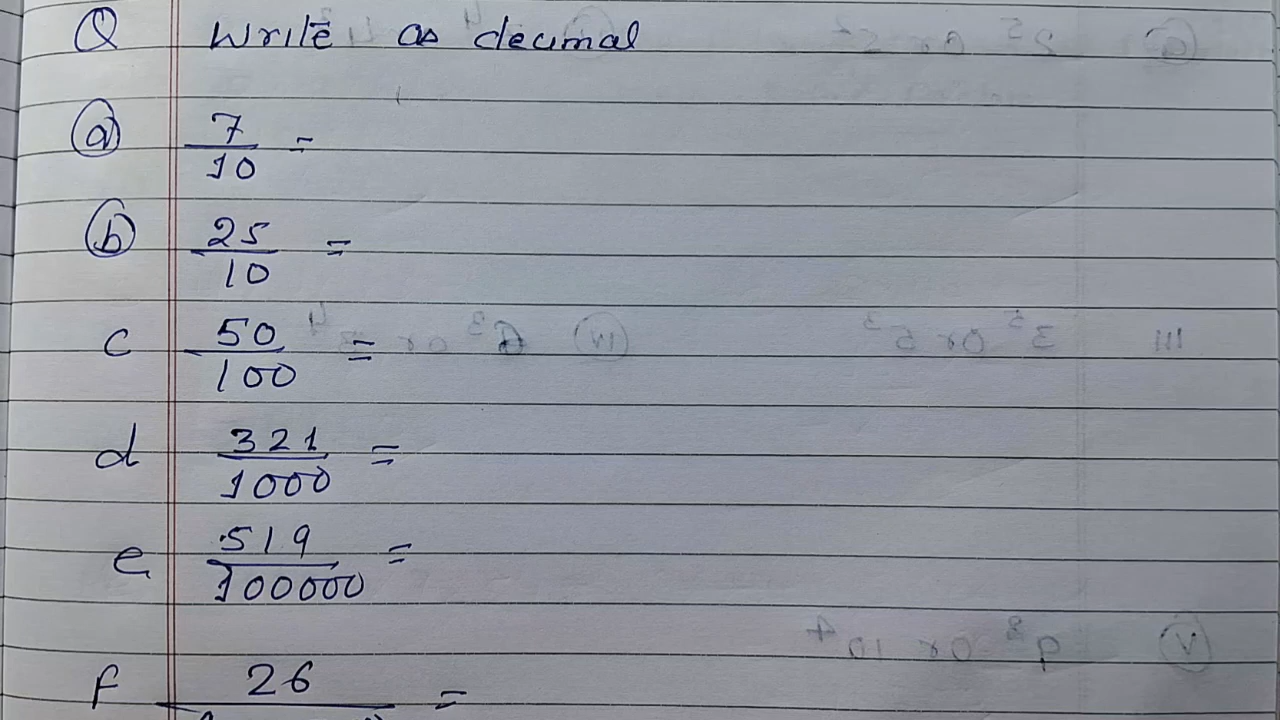 Q Write as decimal
(a) 7/10 =
(b) 25/10 =
c 50/100 =
d 321/1000 =
e 519/100000 =
f 26
=